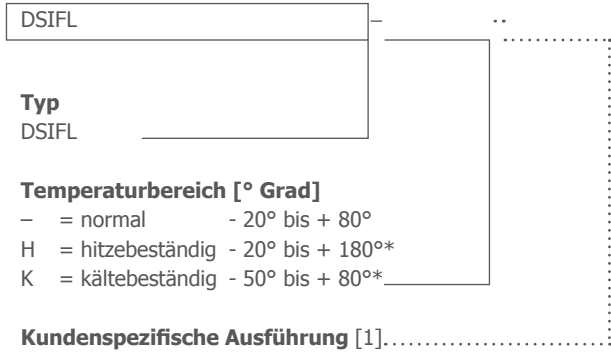 DSIFL – ..
Typ
DSIFL
Temperaturbereich [° Grad]
– = normal - 20° bis + 80°
H = hitzebeständig - 20° bis + 180°*
K = kältebeständig - 50° bis + 80°*
Kundenspezifische Ausführung [1]